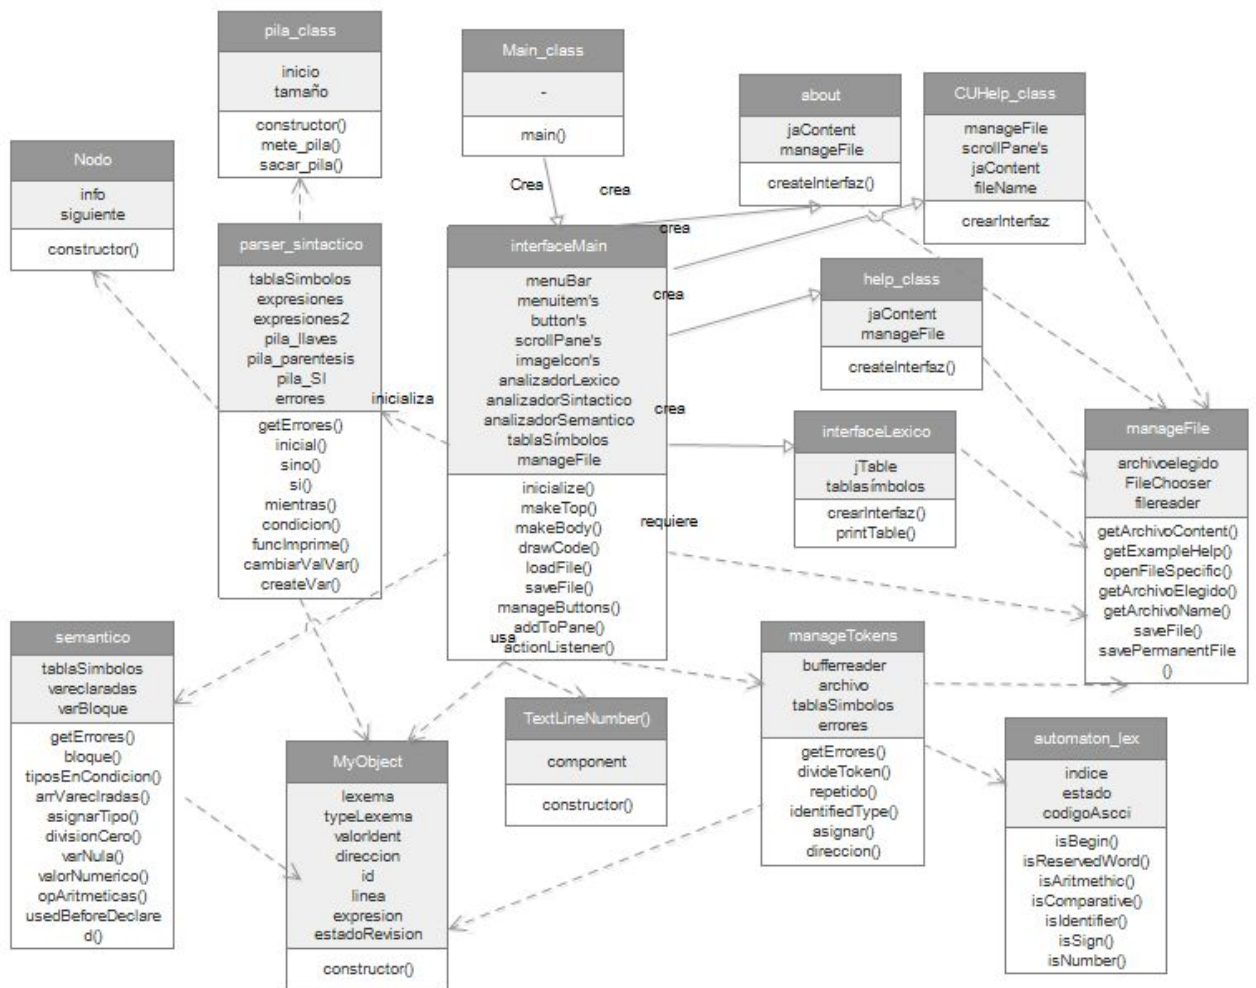 pila_class
inicio
tamaño
constructor()
mete_pila()
sacar_pila()
Main_class
-
main()
about
jaContent
manageFile
createInterfaz()
CUHelp_class
manageFile
scrollPane's
jaContent
fileName
crearInterfaz
Nodo
info
siguiente
constructor()
Crea
crea
crea
crea
crea
parser_sintactico
tablaSimbolos
expresiones
expresiones2
pila_llaves
pila_parentesis
pila_SI
errores
getErrores()
inicial()
sino()
si()
mientras()
condicion()
funcImprime()
cambiarValVar()
createVar()
inicializa
interfaceMain
menuBar
menuitem's
button's
scrollPane's
imageIcon's
analizadorLexico
analizadorSintactico
analizadorSemantico
tablaSímbolos
manageFile
inicialize()
makeTop()
makeBody()
drawCode()
loadFile()
saveFile()
manageButtons()
addToPane()
actionListener()
requiere
usa
help_class
jaContent
manageFile
createInterfaz()
interfaceLexico
jTable
tablasímbolos
crearInterfaz()
printTable()
manageFile
archivoelegido
FileChooser
filereader
getArchivoContent()
getExampleHelp()
openFileSpecific()
getArchivoElegido()
getArchivoName()
saveFile()
savePermanentFile
()
semantico
tablaSimbolos
vareclaradas
varBloque
getErrores()
bloque()
tiposEnCondicion()
arrVareclradas()
asignarTipo()
divisionCero()
varNula()
valorNumerico()
opAritmeticas()
usedBeforeDeclare
d()
MyObject
lexema
typeLexema
valorIdent
direccion
id
linea
expresion
estadoRevision
constructor()
TextLineNumber()
component
constructor()
manageTokens
bufferreader
archivo
tablaSimbolos
errores
getErrores()
divideToken()
repetido()
identifiedType()
asignar()
direccion()
automaton_lex
indice
estado
codigoAscci
isBegin()
isReservedWord()
isAritmethic()
isComparative()
isIdentifier()
isSign()
isNumber()